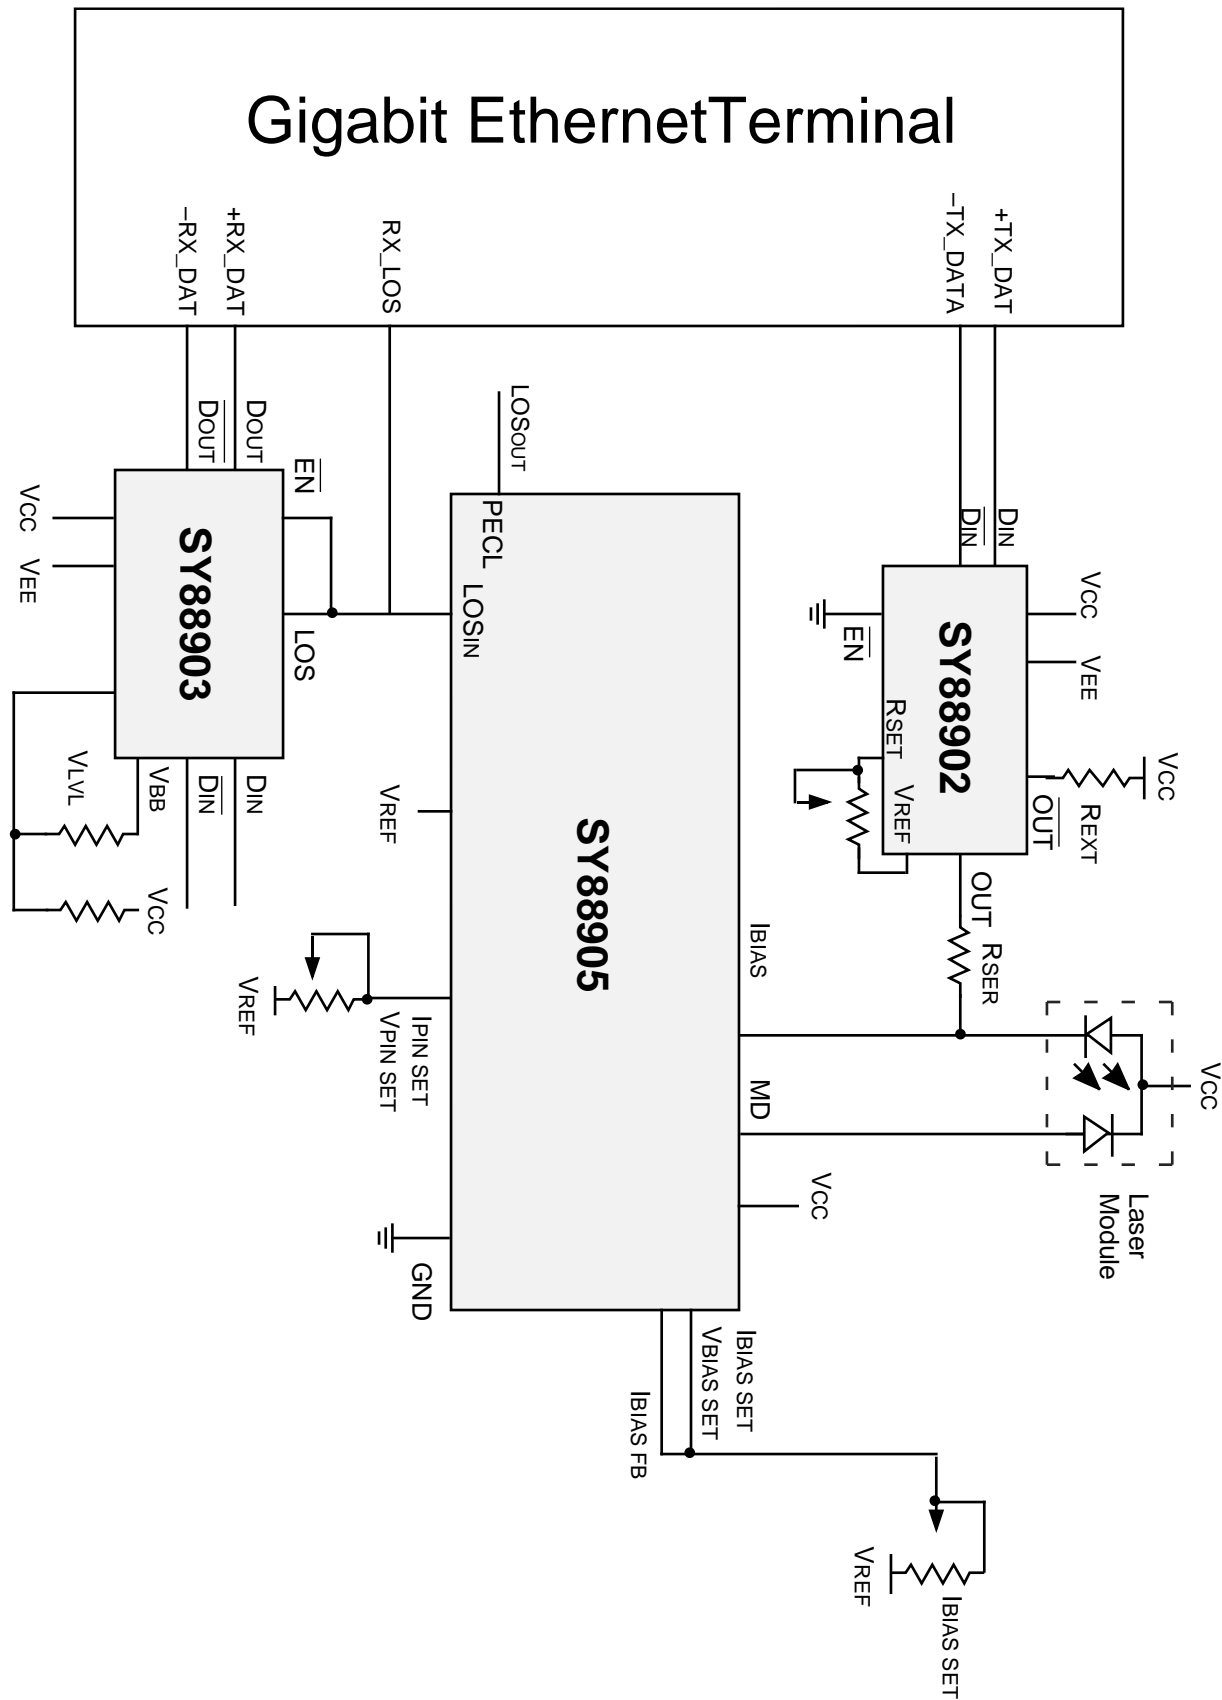 Gigabit EthernetTerminal
–RX_DAT
+RX_DAT
RX_LOS
–TX_DATA
+TX_DAT
DOUT
DOUT
EN
LOSOUT
PECL
LOSIN
DIN
DIN
VCC
VEE
SY88903
LOS
VCC
VEE
EN
SY88902
RSET
VREF
VCC
REXT
OUT
VLVL
VBB
DIN
DIN
VCC
VREF
SY88905
IBIAS
OUT
RSER
VREF
IPIN SET
VPIN SET
MD
VCC
VCC
Laser
Module
GND
IBIAS SET
VBIAS SET
IBIAS FB
VREF
IBIAS SET